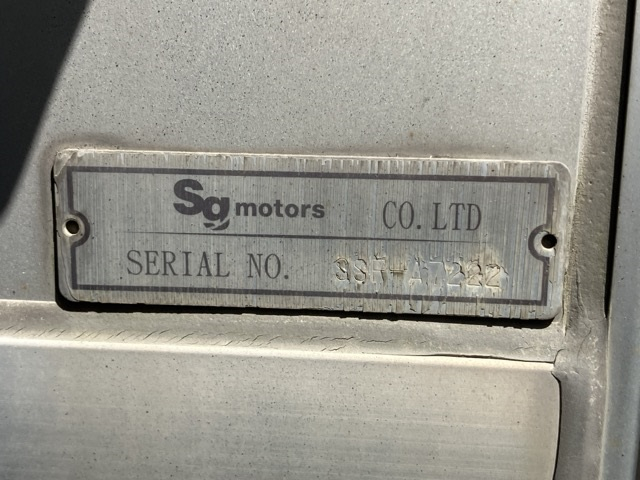 Sg motors CO.LTD
SERIAL NO.